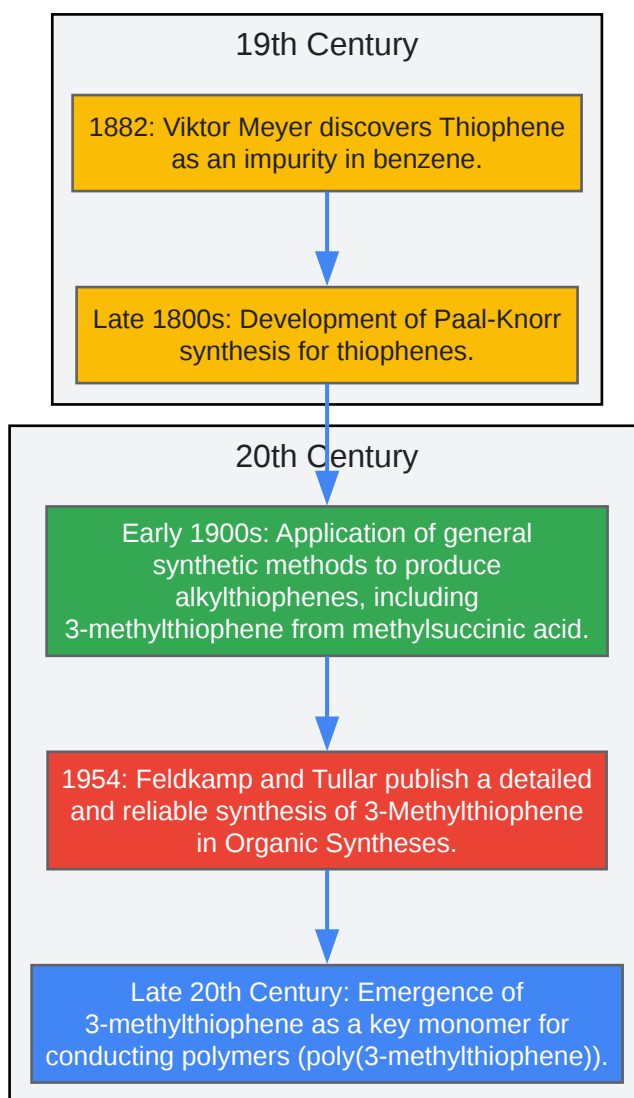 19th Century
1882: Viktor Meyer discovers Thiophene
as an impurity in benzene.
Late 1800s: Development of Paal-Knorr
synthesis for thiophenes.
20th Century
Early 1900s: Application of general
synthetic methods to produce
alkylthiophenes, including
3-methylthiophene from methylsuccinic acid.
1954: Feldkamp and Tullar publish a detailed
and reliable synthesis of 3-Methylthiophene
in Organic Syntheses.
Late 20th Century: Emergence of
3-methylthiophene as a key monomer for
conducting polymers (poly(3-methylthiophene)).